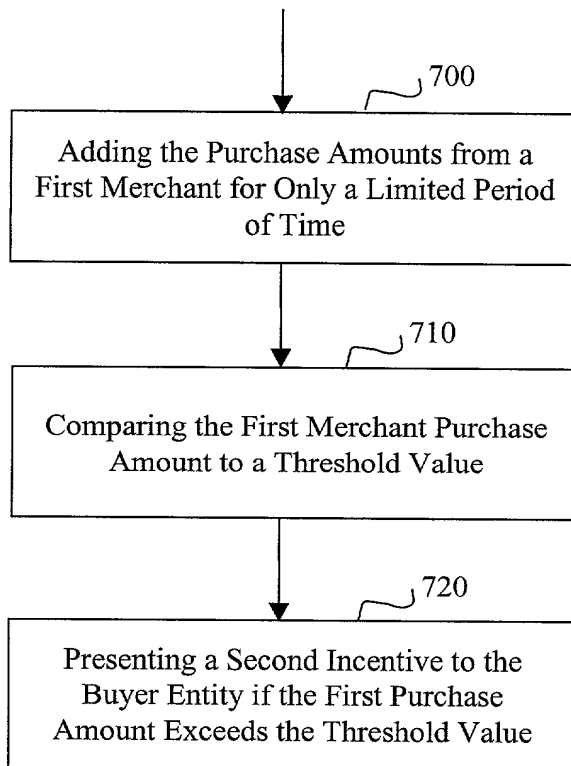 700
Adding the Purchase Amounts from a
First Merchant for Only a Limited Period
of Time
710
Comparing the First Merchant Purchase
Amount to a Threshold Value
720
Presenting a Second Incentive to the
Buyer Entity if the First Purchase
Amount Exceeds the Threshold Value